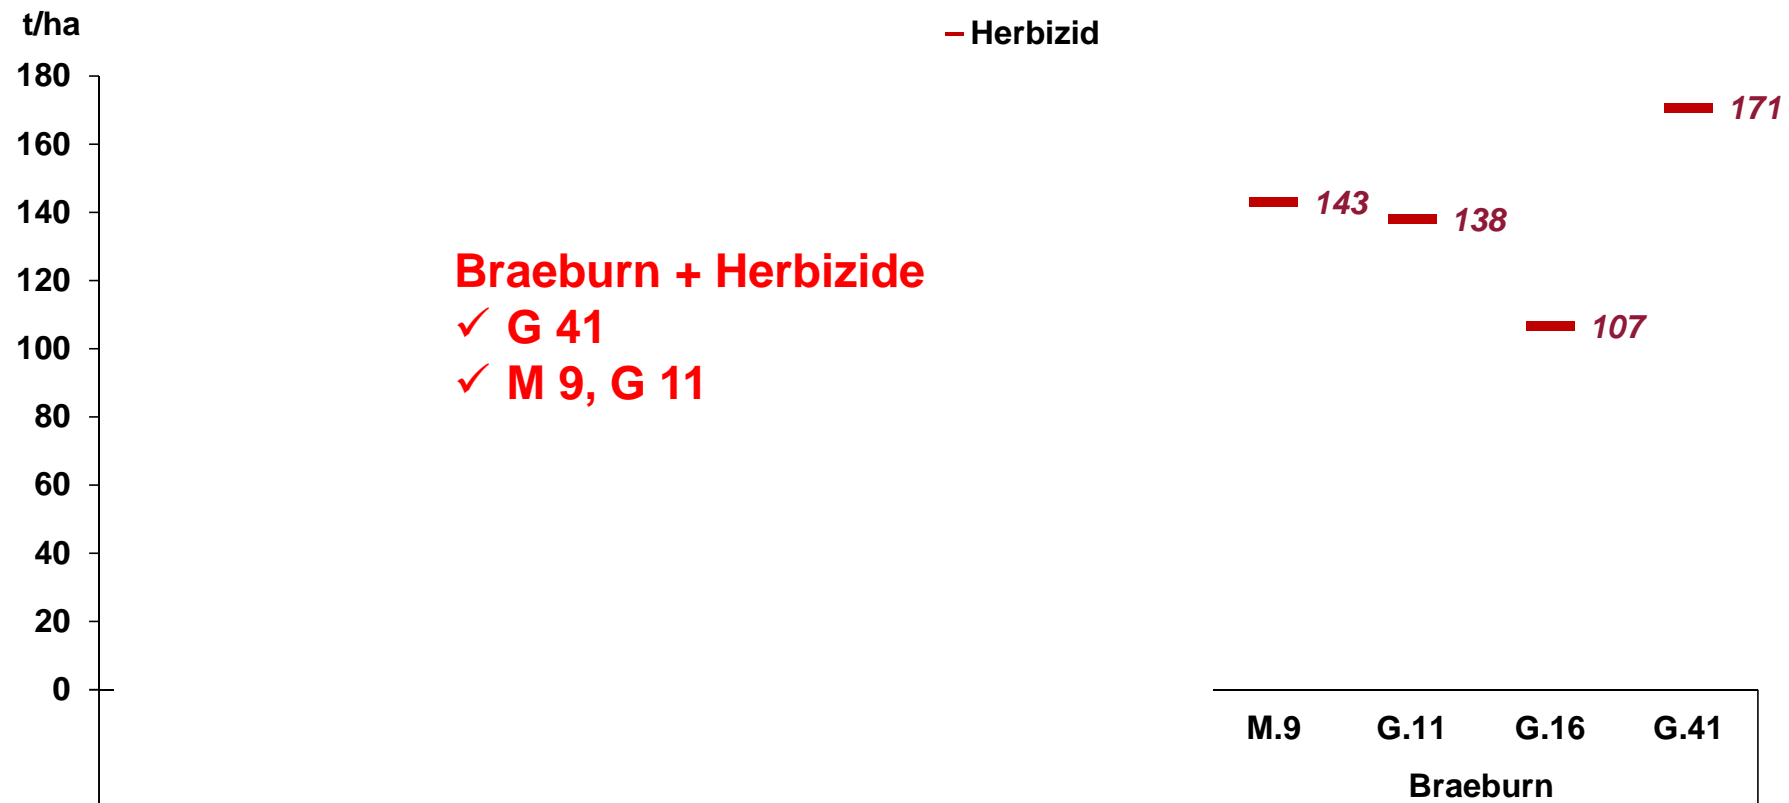 t/ha
Herbizid
180
160
140
120
100
80
60
40
20
0
171
143
138
107
Braeburn + Herbizide
✓ G 41
✓ M 9, G 11
M.9 G.11 G.16 G.41
Braeburn